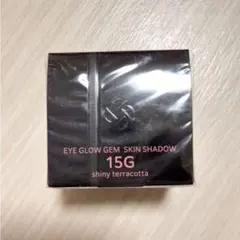 EYE GLOW GEM SKIN SHADOW
15G
shiny terracotta